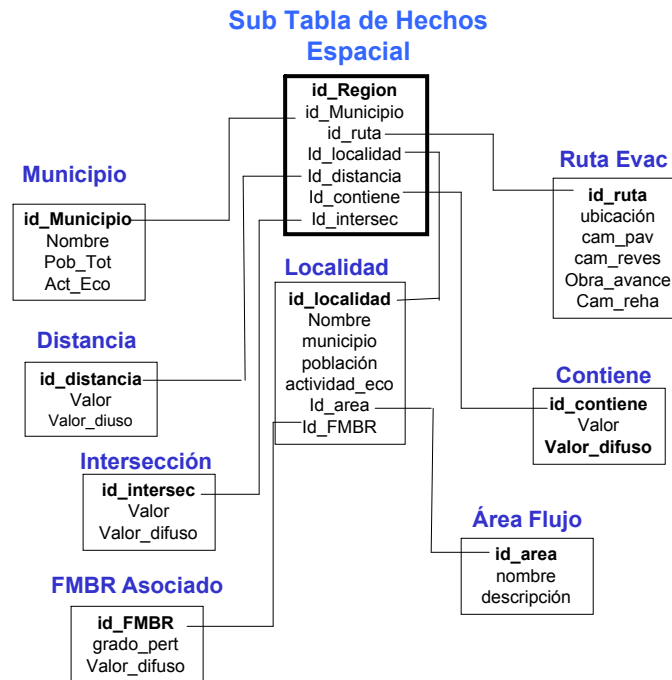 Sub Tabla de Hechos
Espacial
id_Region
id_Municipio
id_ruta
Id_localidad
Id_distancia
Id_contiene
Id_intersec
Municipio
id_Municipio
Nombre
Pob_Tot
Act_Eco
Ruta Evac
id_ruta
ubicación
cam_pav
cam_reves
Obra_avance
Cam_reha
Localidad
id_localidad
Nombre
municipio
población
actividad_eco
Id_area
Id_FMBR
Distancia
id_distancia
Valor
Valor_diuso
Contiene
id_contiene
Valor
Valor_difuso
Intersección
id_intersec
Valor
Valor_difuso
Área Flujo
id_area
nombre
descripción
FMBR Asociado
id_FMBR
grado_pert
Valor_difuso